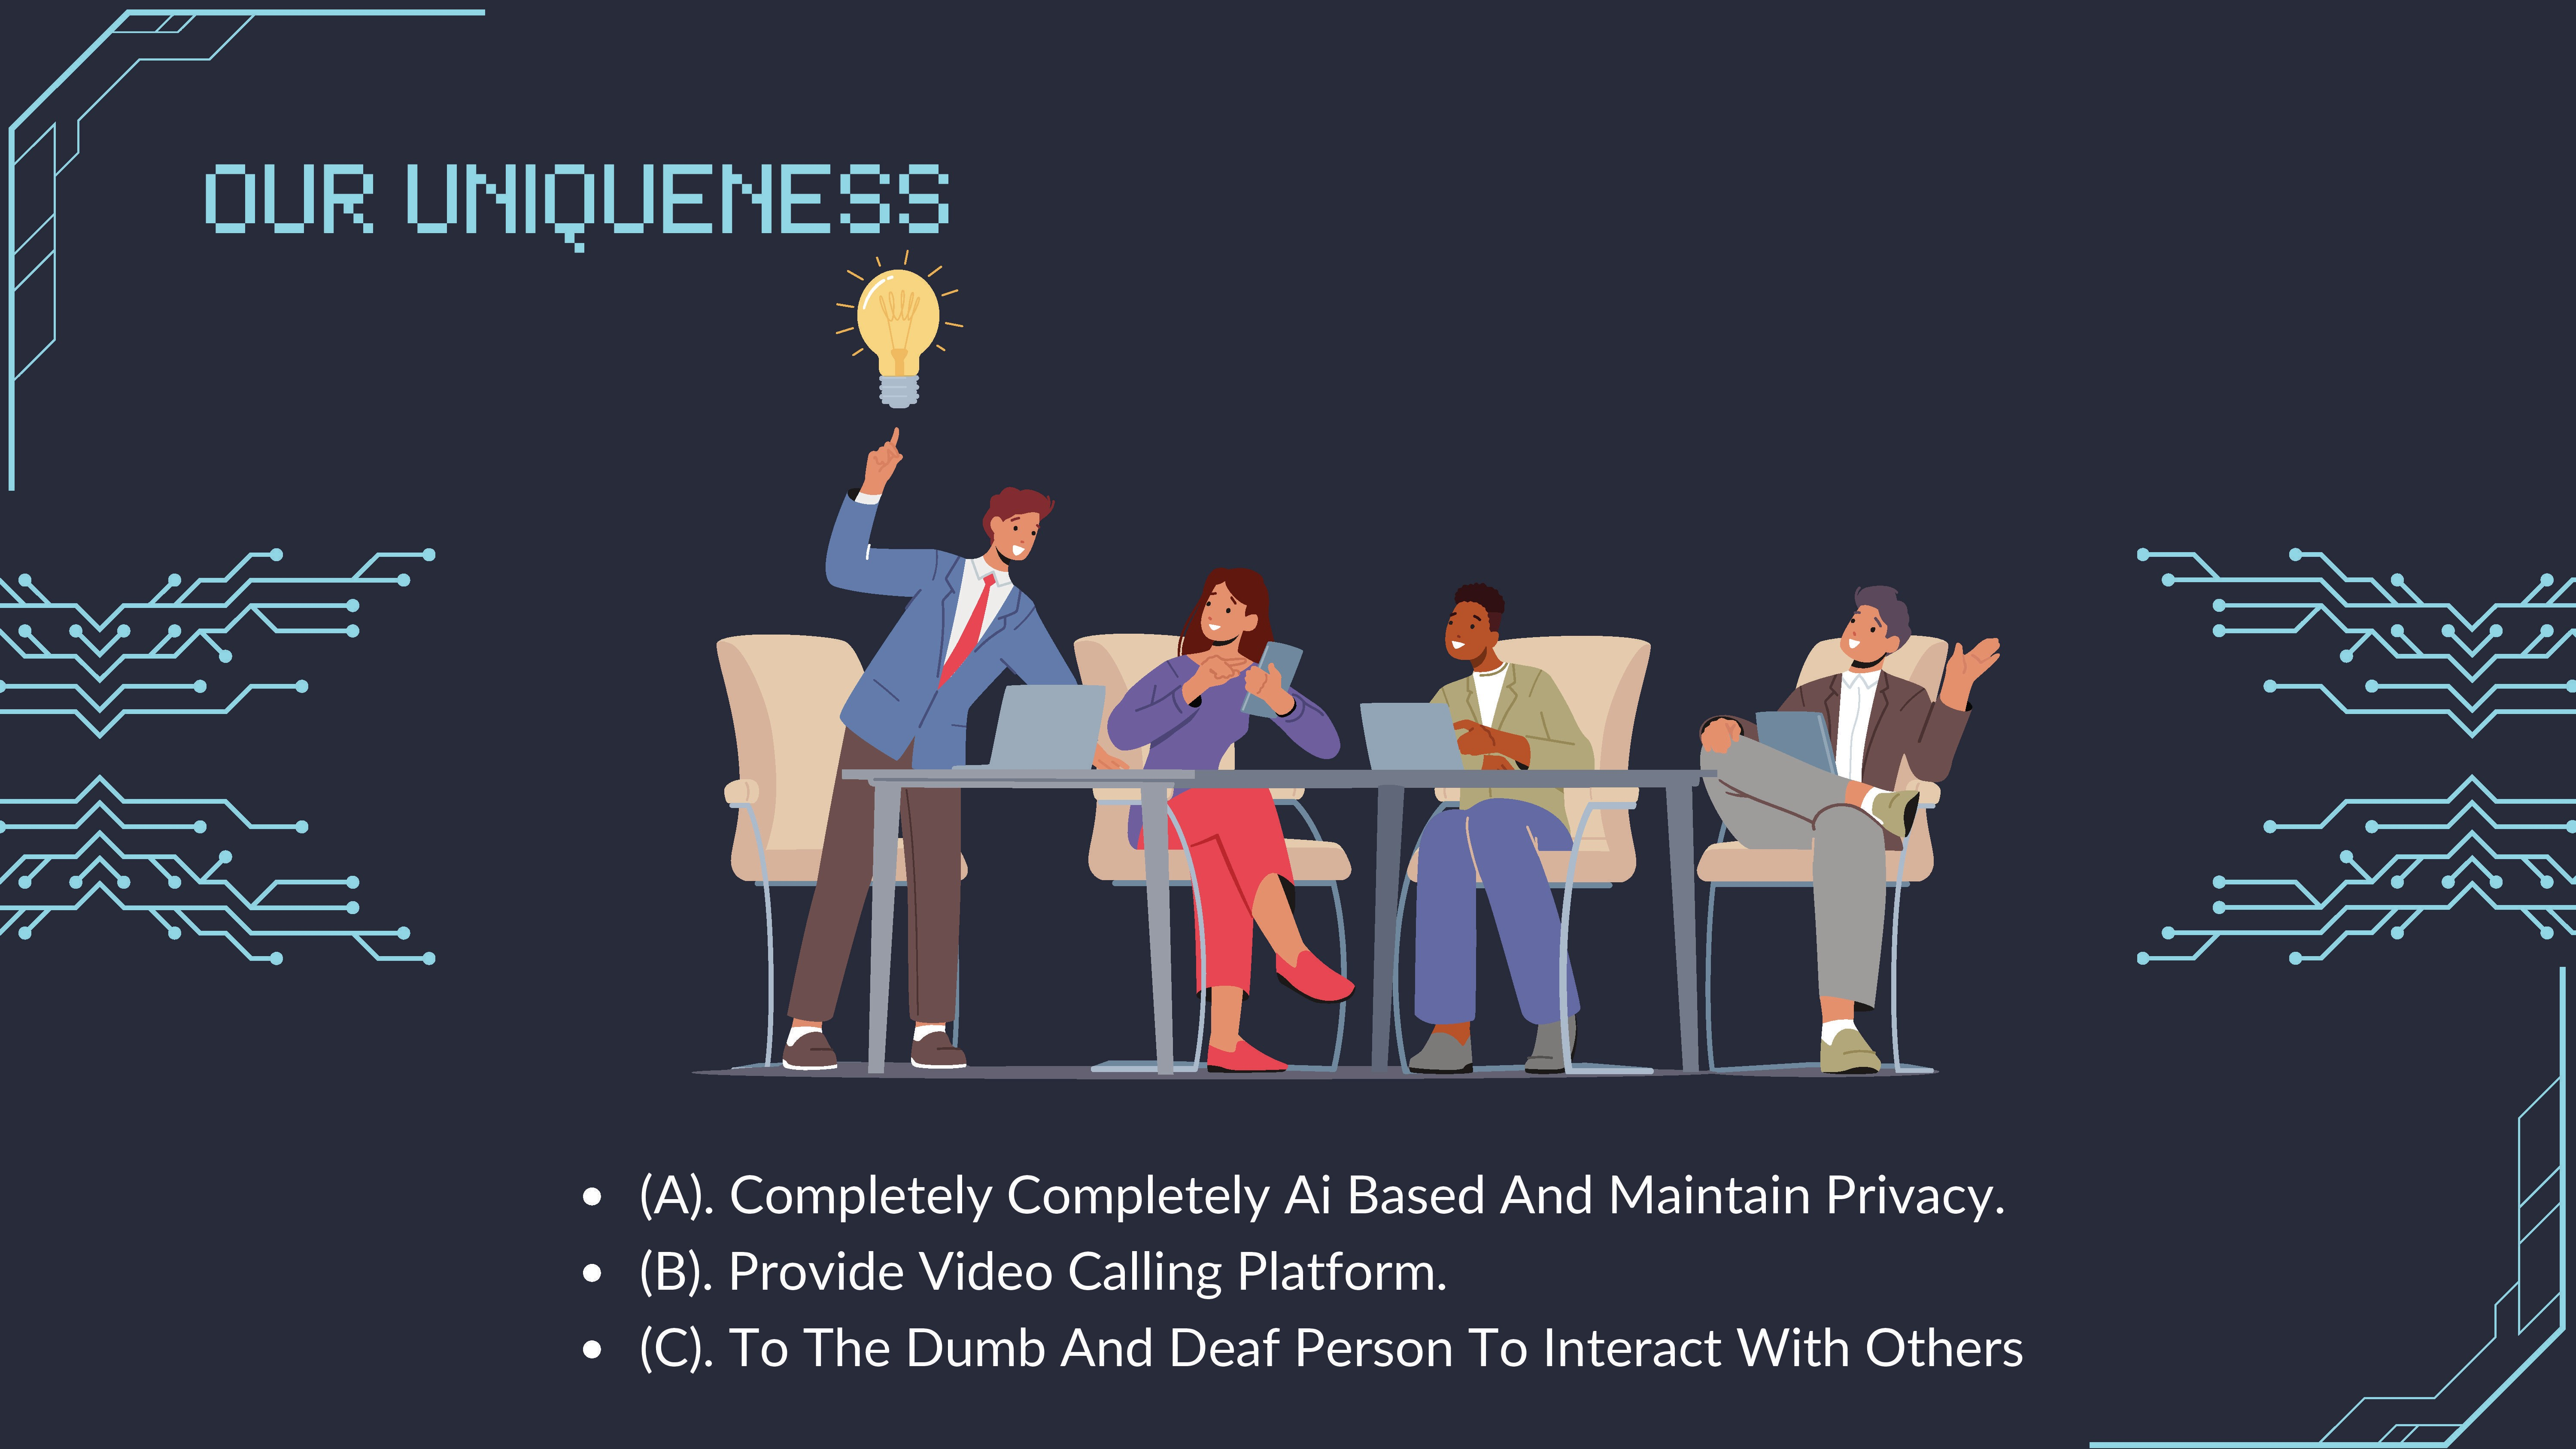 OUR UNIQUENESS
• (A). Completely Completely Ai Based And Maintain Privacy.
• (B). Provide Video Calling Platform.
• (C). To The Dumb And Deaf Person To Interact With Others